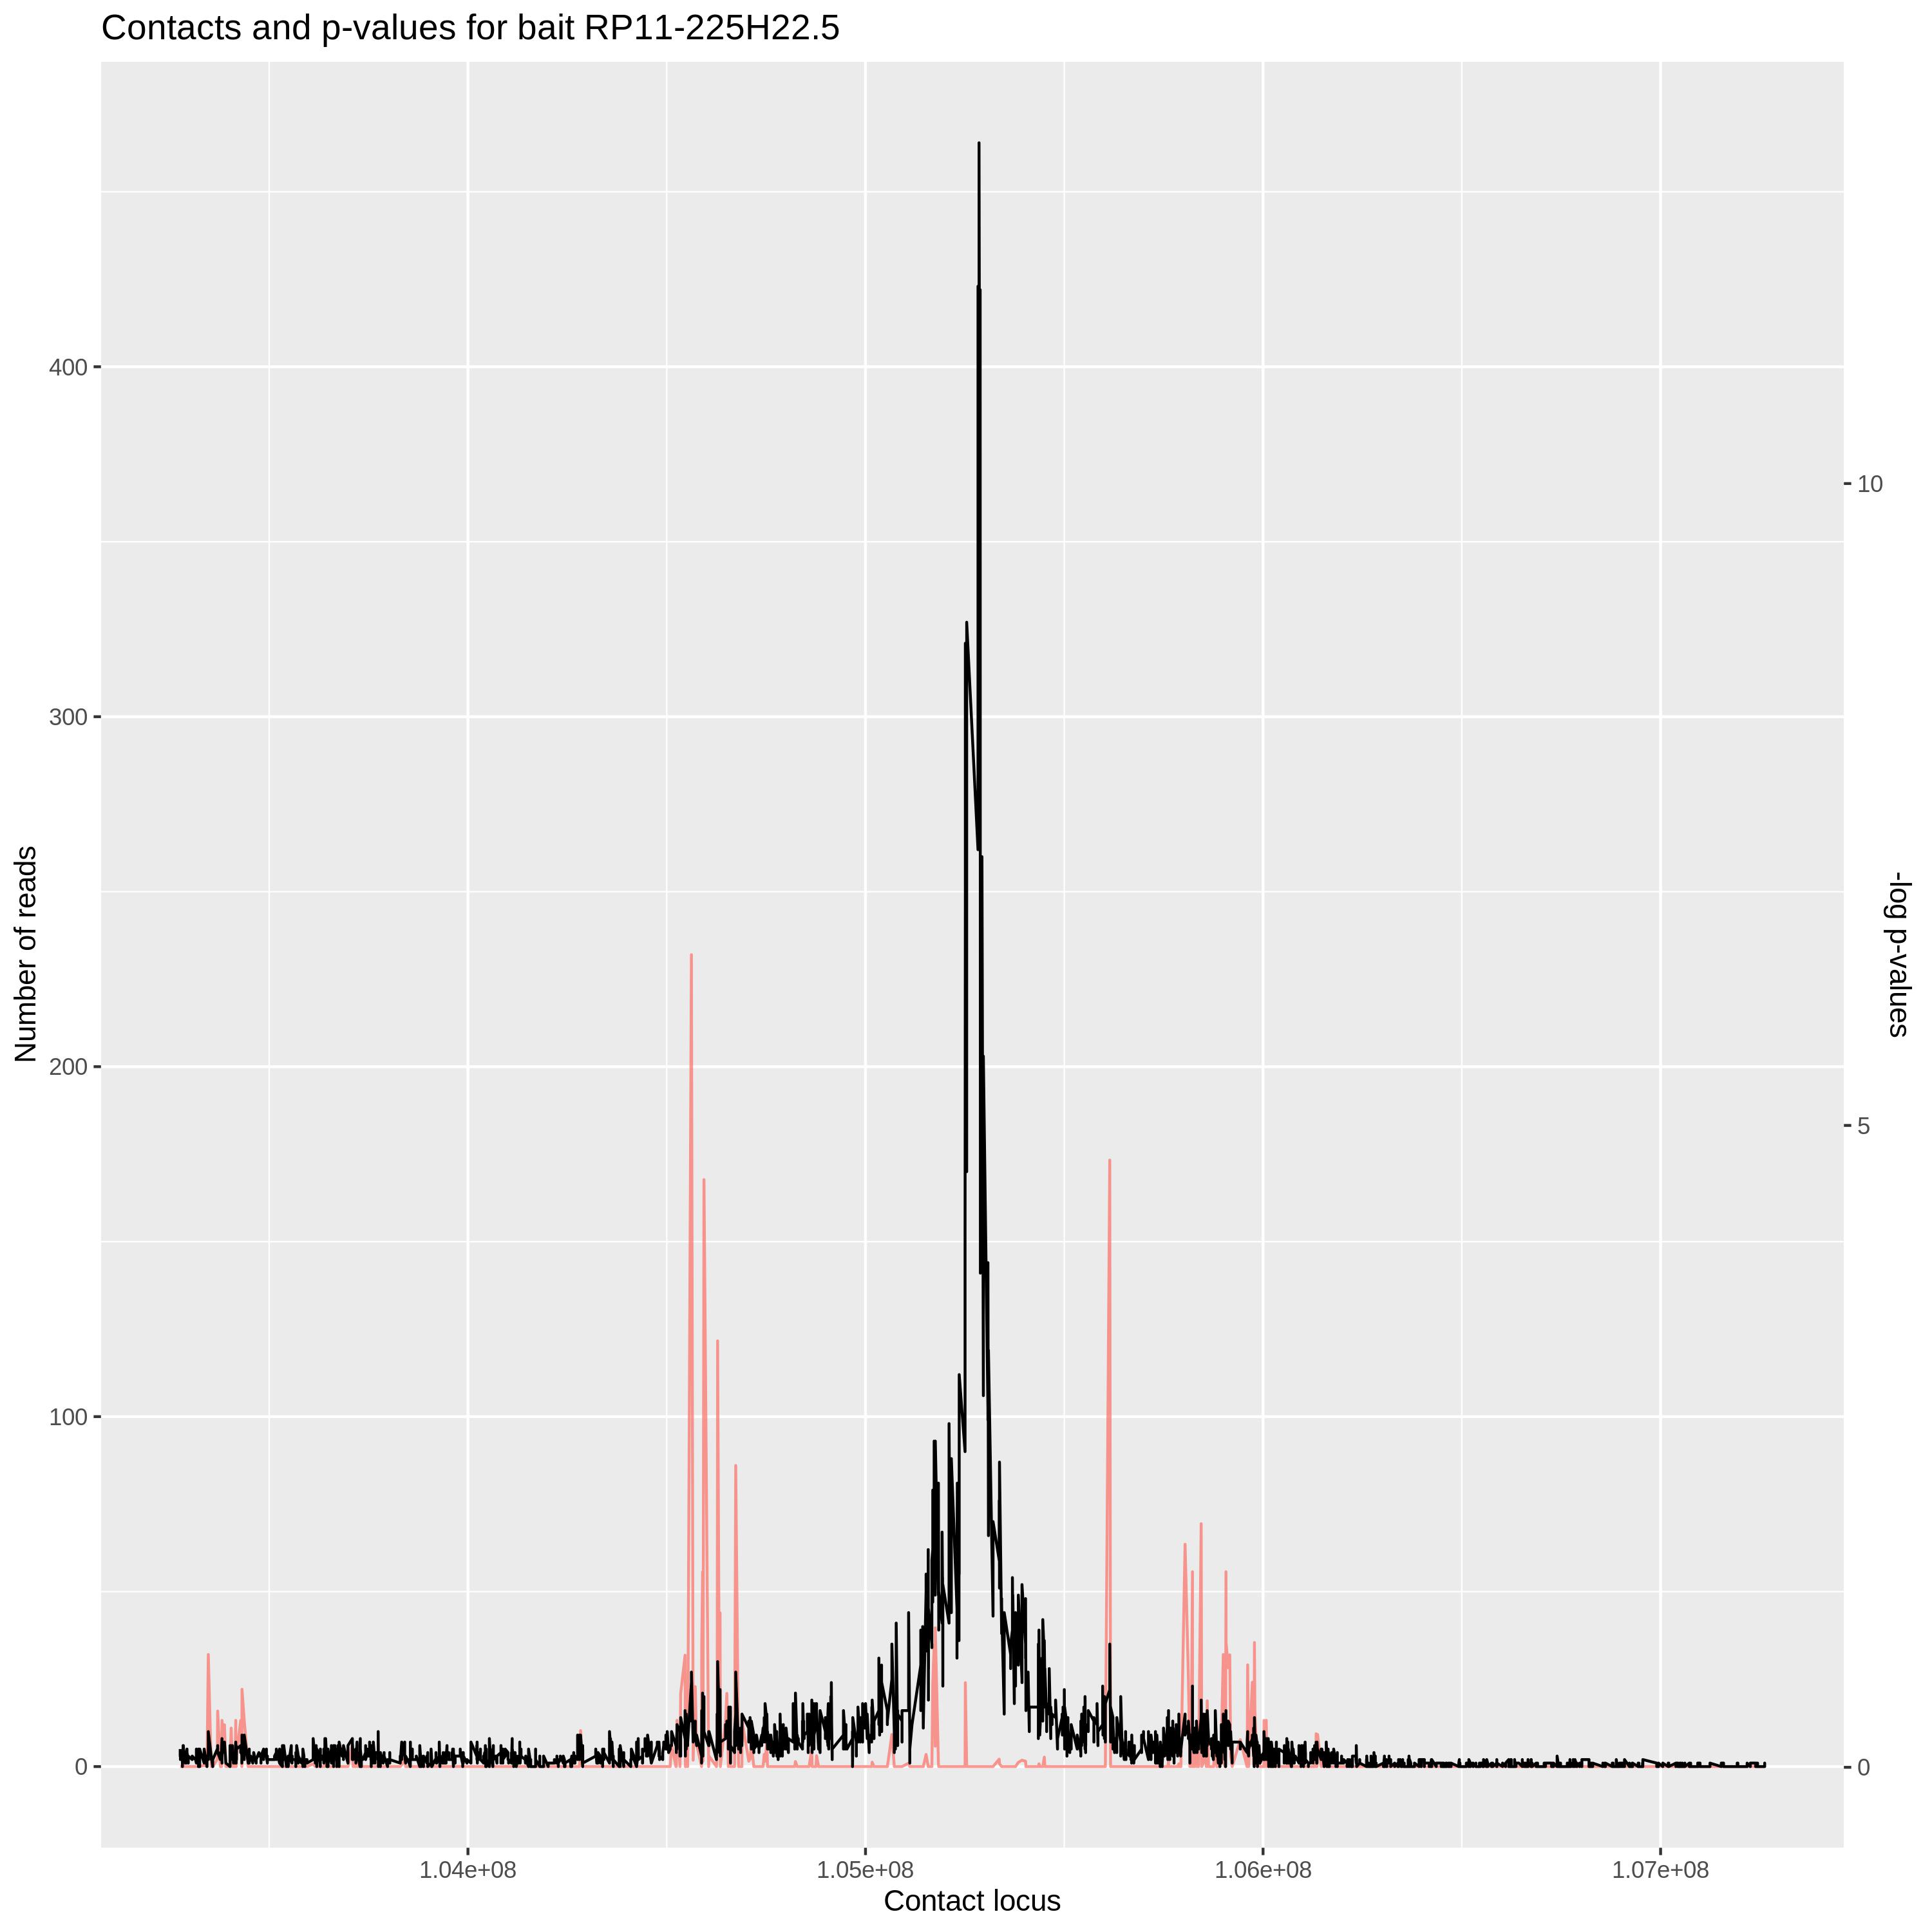 Contacts and p-values for bait RP11-225H22.5
Number of reads
400
300
200
100
0
10
5
0
-log p-values
1.04e+08
1.05e+08
1.06e+08
1.07e+08
Contact locus